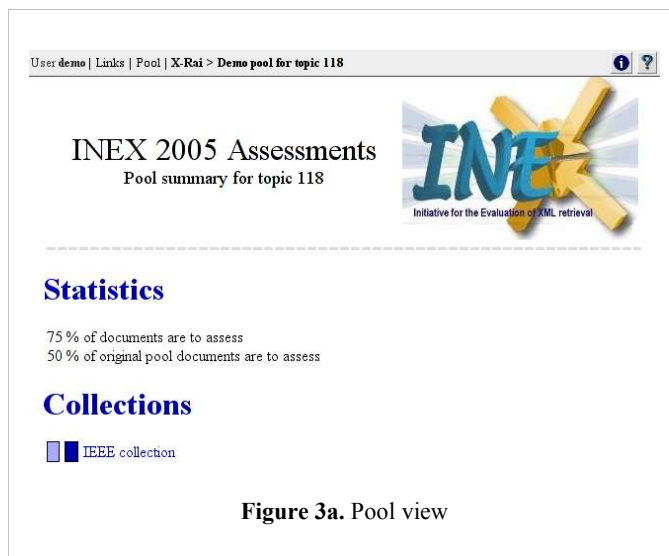 User demo | Links | Pool | X-Rai > Demo pool for topic 118
i ?
INEX 2005 Assessments
Pool summary for topic 118
INEX
Initiative for the Evaluation of XML retrieval
Statistics
75 % of documents are to assess
50 % of original pool documents are to assess
Collections
IEEE collection
Figure 3a. Pool view